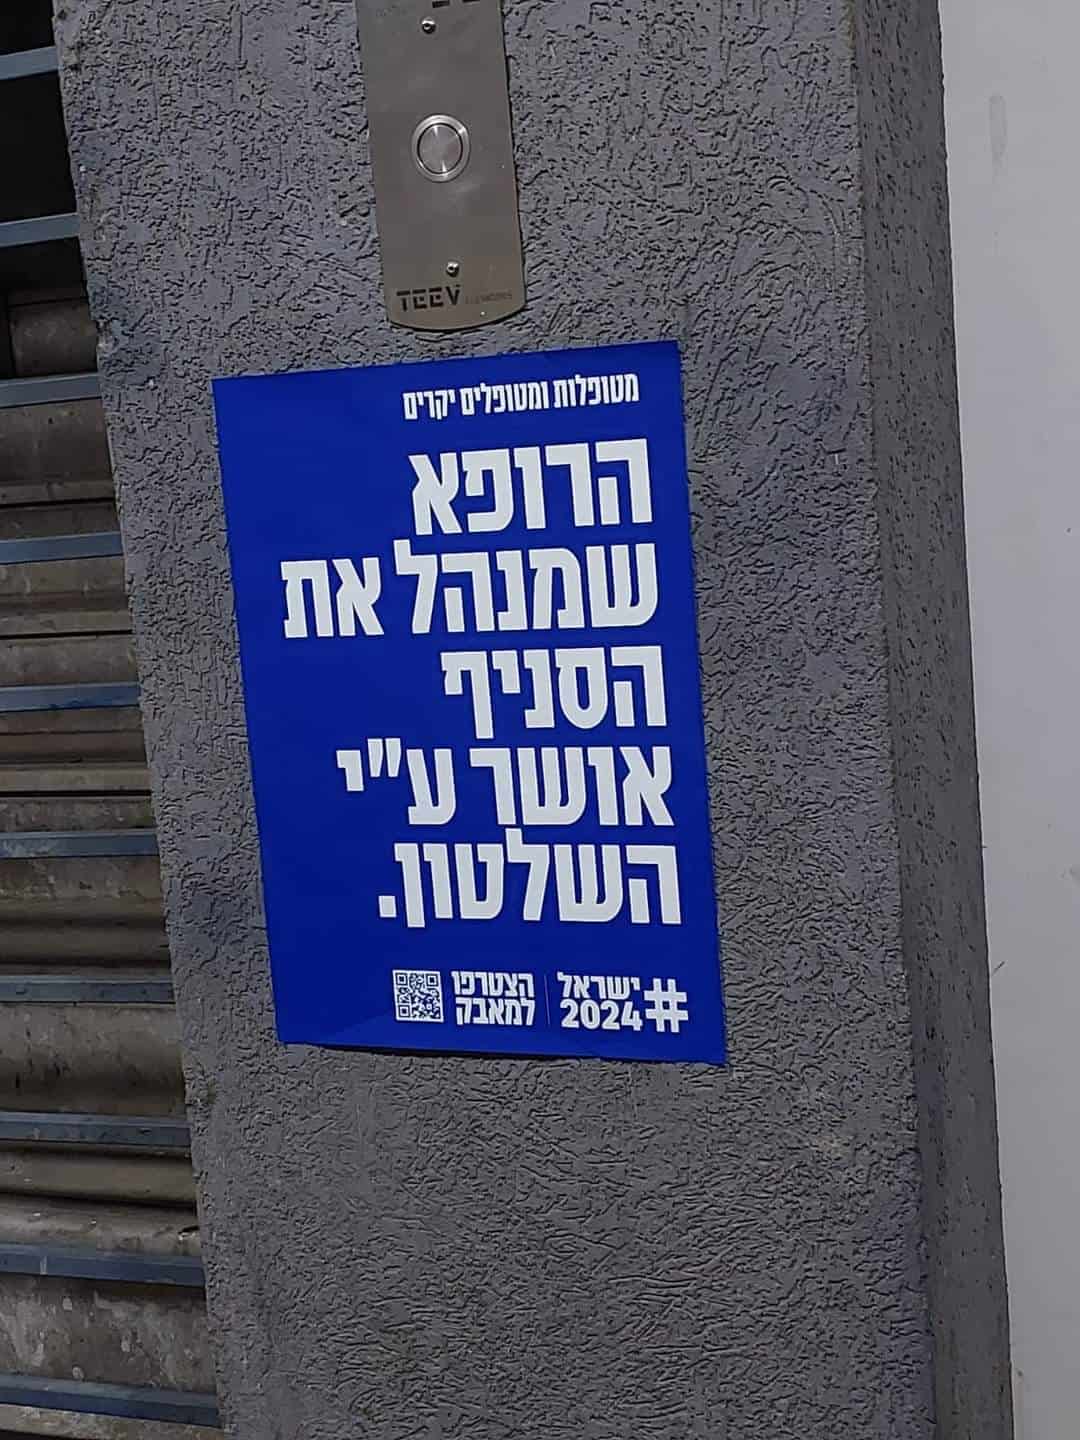 TEEV
מטופלות ומטופלים יקרים
הרופא
שמנהל את
הסניף
אושר ע"י
השלטון.
#ישראל
2024
הצטרפו
למאבק